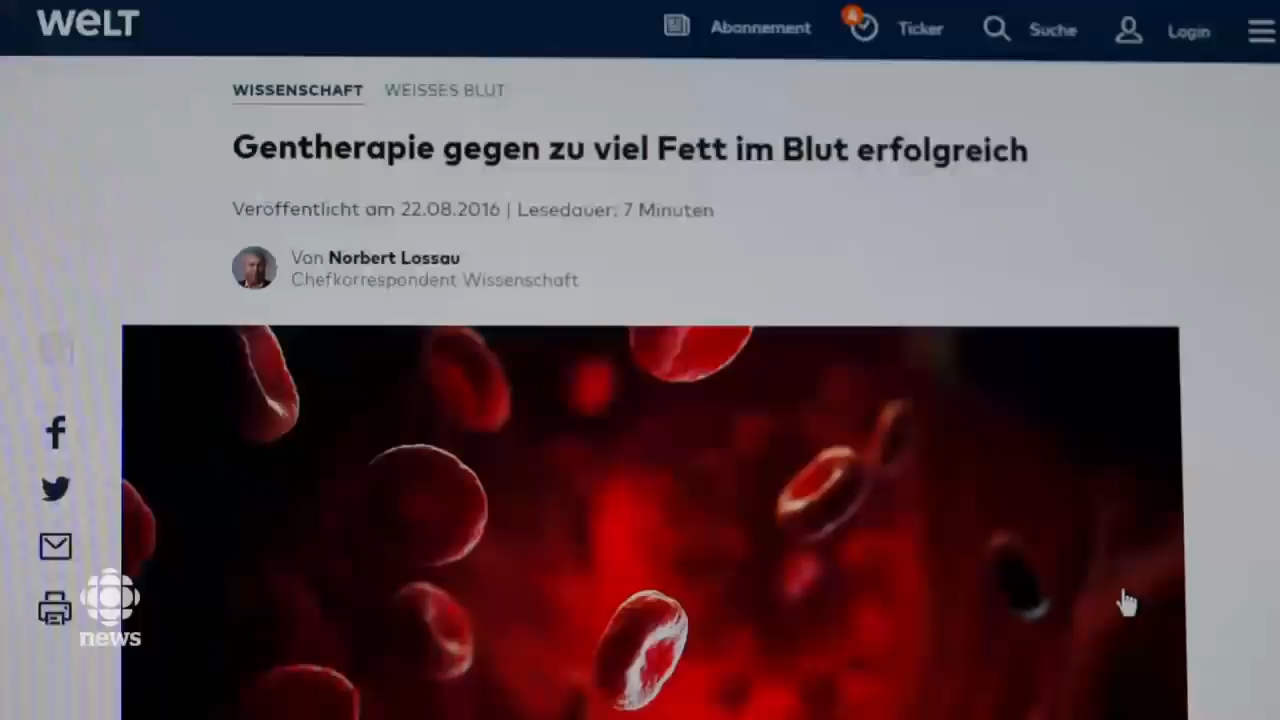 WELT
Abonnement
4
Ticker
Suche
Login
WISSENSCHAFT WEISSES BLUT
Gentherapie gegen zu viel Fett im Blut erfolgreich
Veröffentlicht am 22.08.2016 | Lesedauer: 7 Minuten
Von Norbert Lossau
Chefkorrespondent Wissenschaft
news